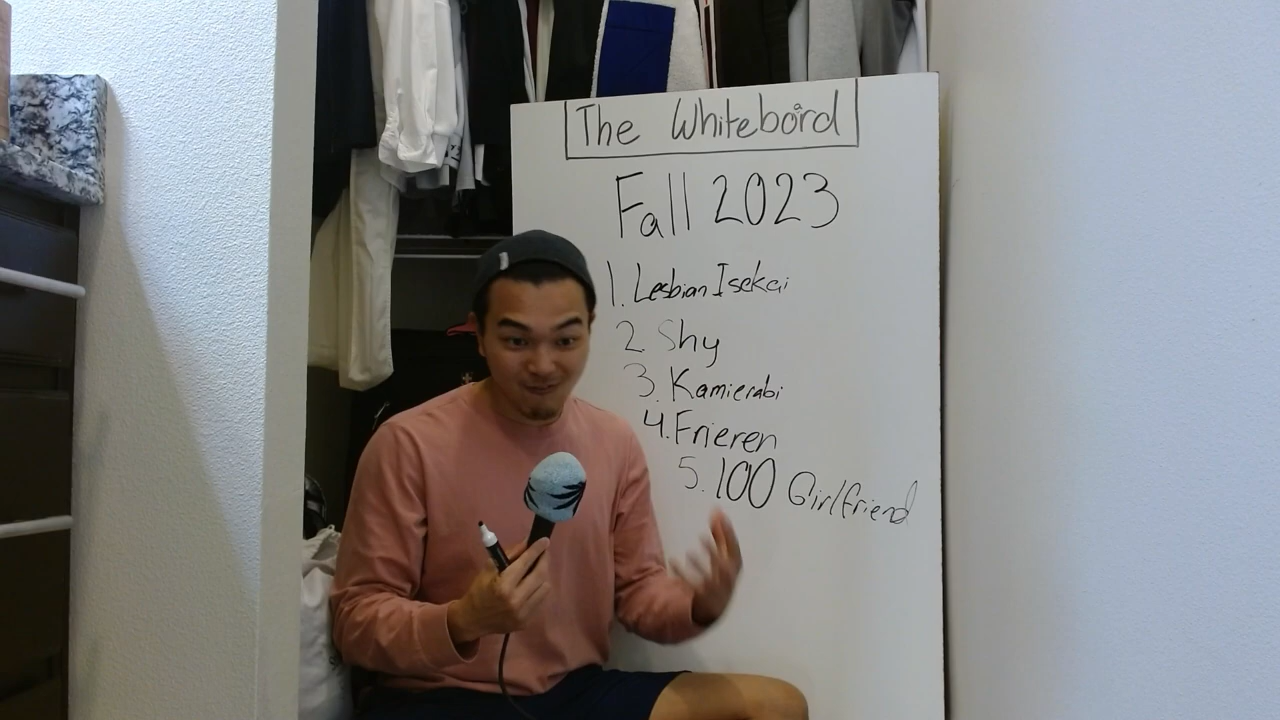 The Whitebord
Fall 2023
1. Lesbian Isekai
2 Shy
3. Kamierabi
4. Frieren
5. 100 Girlfriend